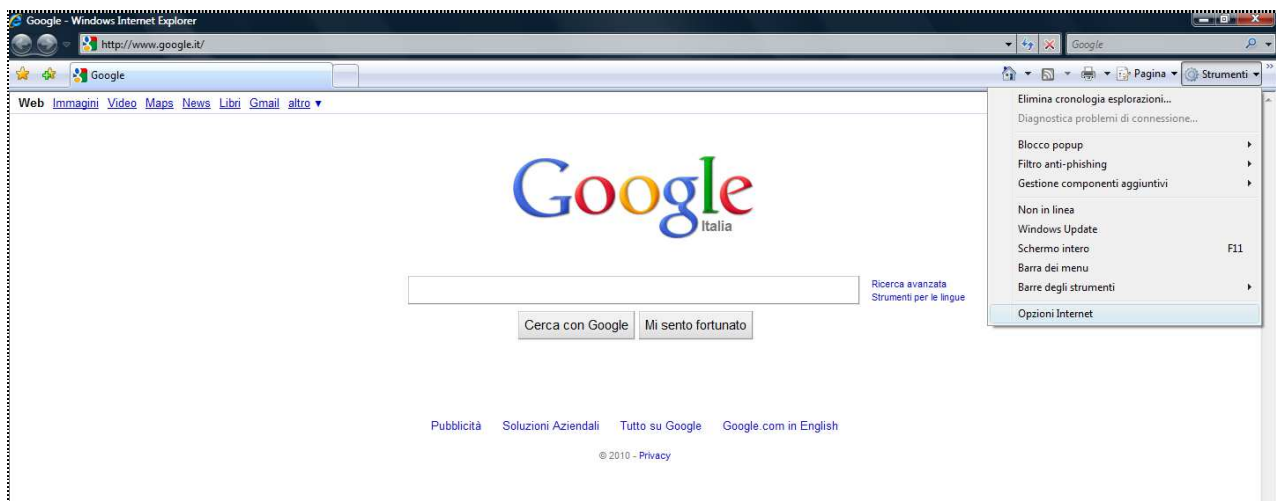 Google - Windows Internet Explorer
http://www.google.it/
Google
Google
Pagina
Strumenti
Web Immagini Video Maps News Libri Gmail altro ▼
Elimina cronologia esplorazioni...
Diagnostica problemi di connessione...
Blocco popup
Filtro anti-phishing
Gestione componenti aggiuntivi
Non in linea
Windows Update
Schermo intero F11
Barra dei menu
Barre degli strumenti
Opzioni Internet
Google
Italia
Ricerca avanzata
Strumenti per le lingue
Cerca con Google
Mi sento fortunato
Pubblicità Soluzioni Aziendali Tutto su Google Google.com in English
© 2010 - Privacy